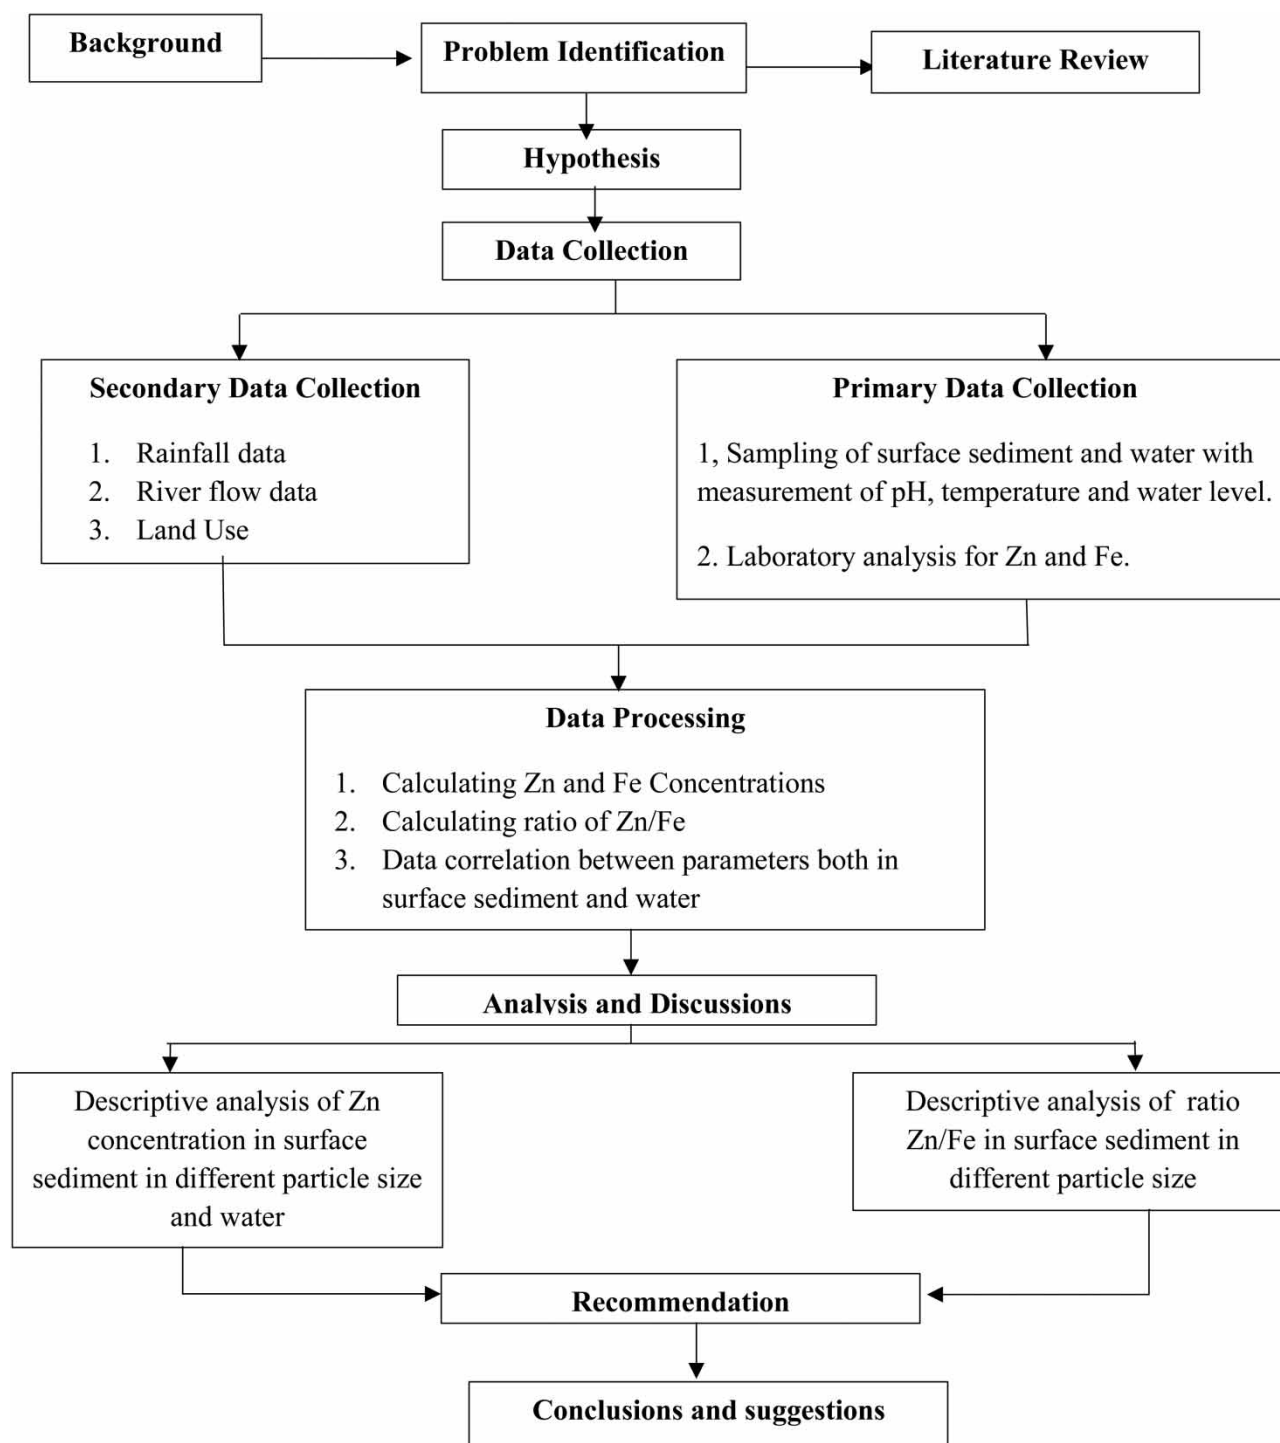 Background
Problem Identification
Literature Review
Hypothesis
Data Collection
Secondary Data Collection
1. Rainfall data
2. River flow data
3. Land Use
Primary Data Collection
1, Sampling of surface sediment and water with
measurement of pH, temperature and water level.
2. Laboratory analysis for Zn and Fe.
Data Processing
1. Calculating Zn and Fe Concentrations
2. Calculating ratio of Zn/Fe
3. Data correlation between parameters both in
surface sediment and water
Analysis and Discussions
Descriptive analysis of Zn
concentration in surface
sediment in different particle size
and water
Descriptive analysis of ratio
Zn/Fe in surface sediment in
different particle size
Recommendation
Conclusions and suggestions